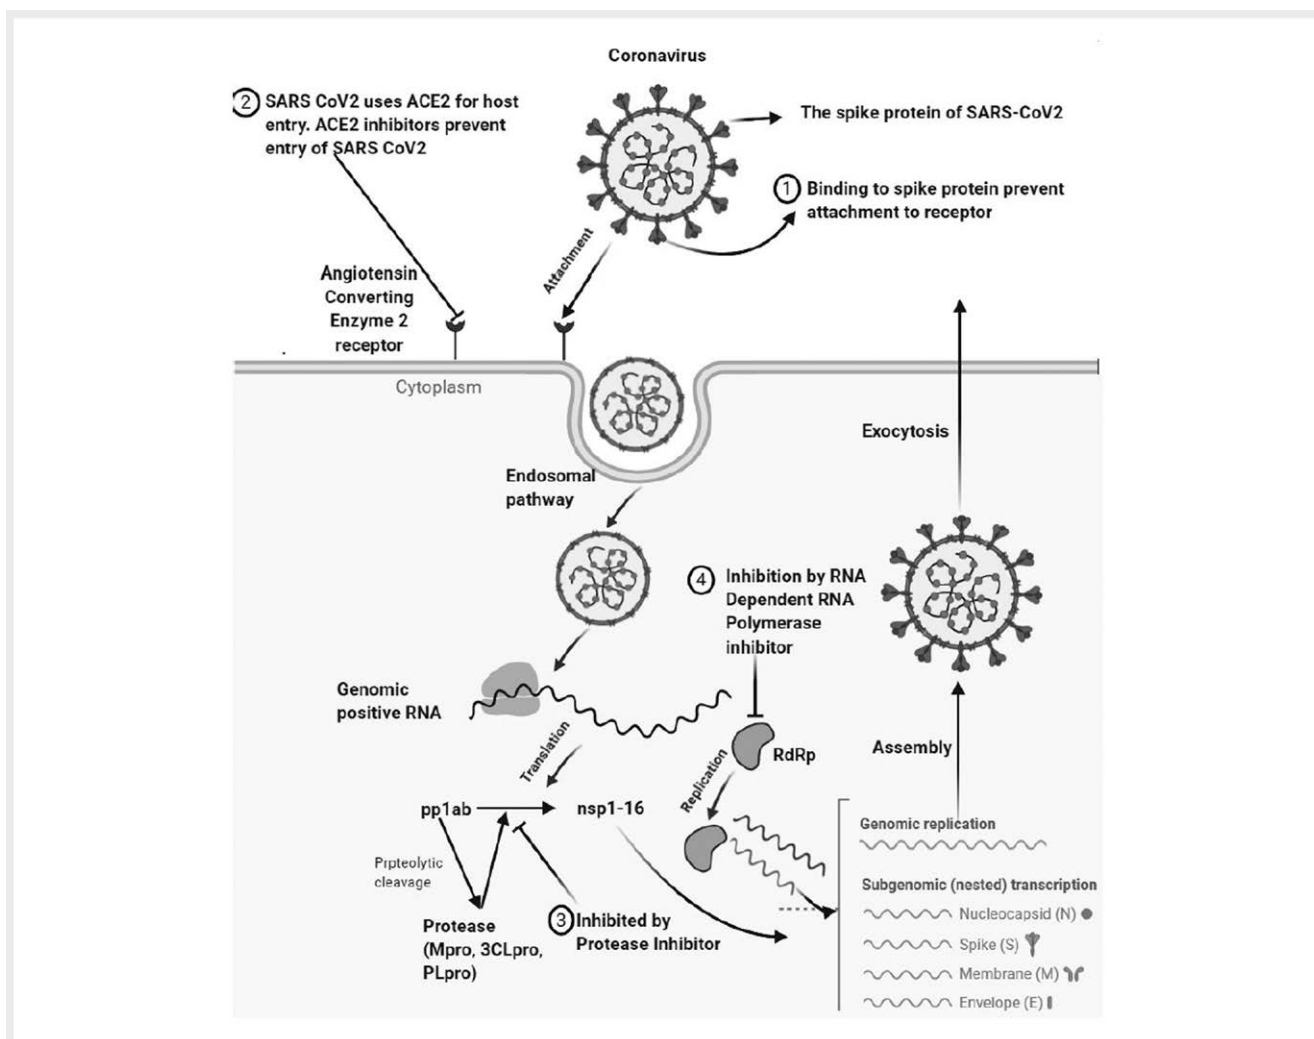 Coronavirus
2 SARS CoV2 uses ACE2 for host
entry. ACE2 inhibitors prevent
entry of SARS CoV2
The spike protein of SARS-CoV2
1 Binding to spike protein prevent
attachment to receptor
Attachment
Angiotensin
Converting
Enzyme 2
receptor
Cytoplasm
Exocytosis
Endosomal
pathway
4 Inhibition by RNA
Dependent RNA
Polymerase
inhibitor
Genomic
positive RNA
Translation
RdRp
Replication
Assembly
pp1ab
nsp1-16
Genomic replication
Prpteolytic
cleavage
Subgenomic (nested) transcription
Nucleocapsid (N)
Spike (S)
Membrane (M)
Envelope (E)
Protease
(Mpro, 3CLpro,
PLpro)
3 Inhibited by
Protease Inhibitor